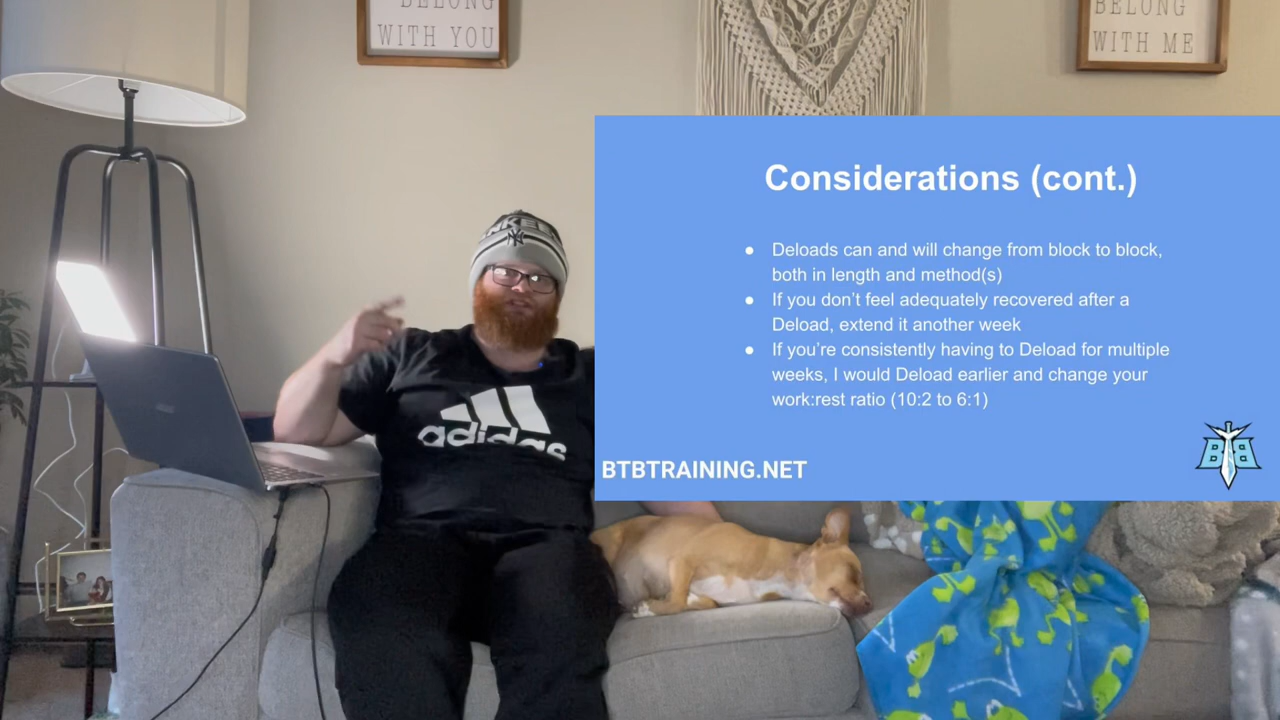 BELONG
WITH YOU
BELONG
WITH ME
YANKEES
NY
adidas
Considerations (cont.)
● Deloads can and will change from block to block,
both in length and method(s)
● If you don’t feel adequately recovered after a
Deload, extend it another week
● If you’re consistently having to Deload for multiple
weeks, I would Deload earlier and change your
work:rest ratio (10:2 to 6:1)
BTBTRAINING.NET
BTB